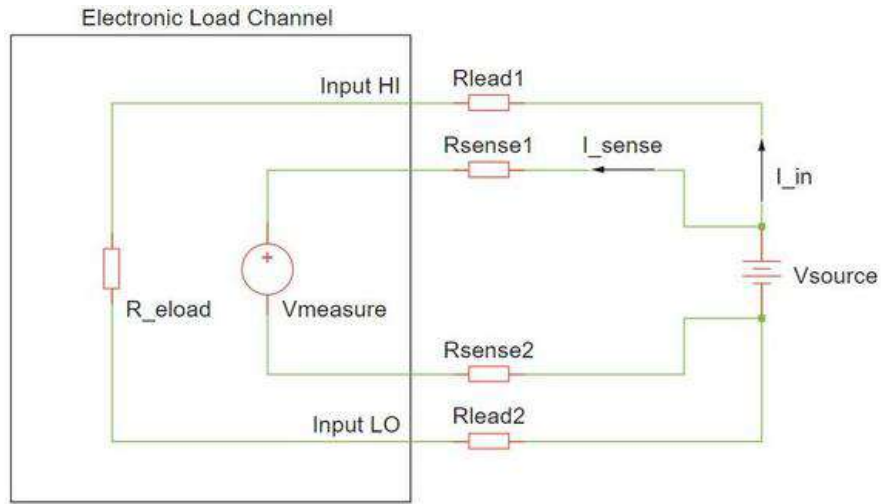 Electronic Load Channel
Input HI
Rlead1
Rsense1
I_sense
I_in
R_eload
Vmeasure
Vsource
Rsense2
Input LO
Rlead2